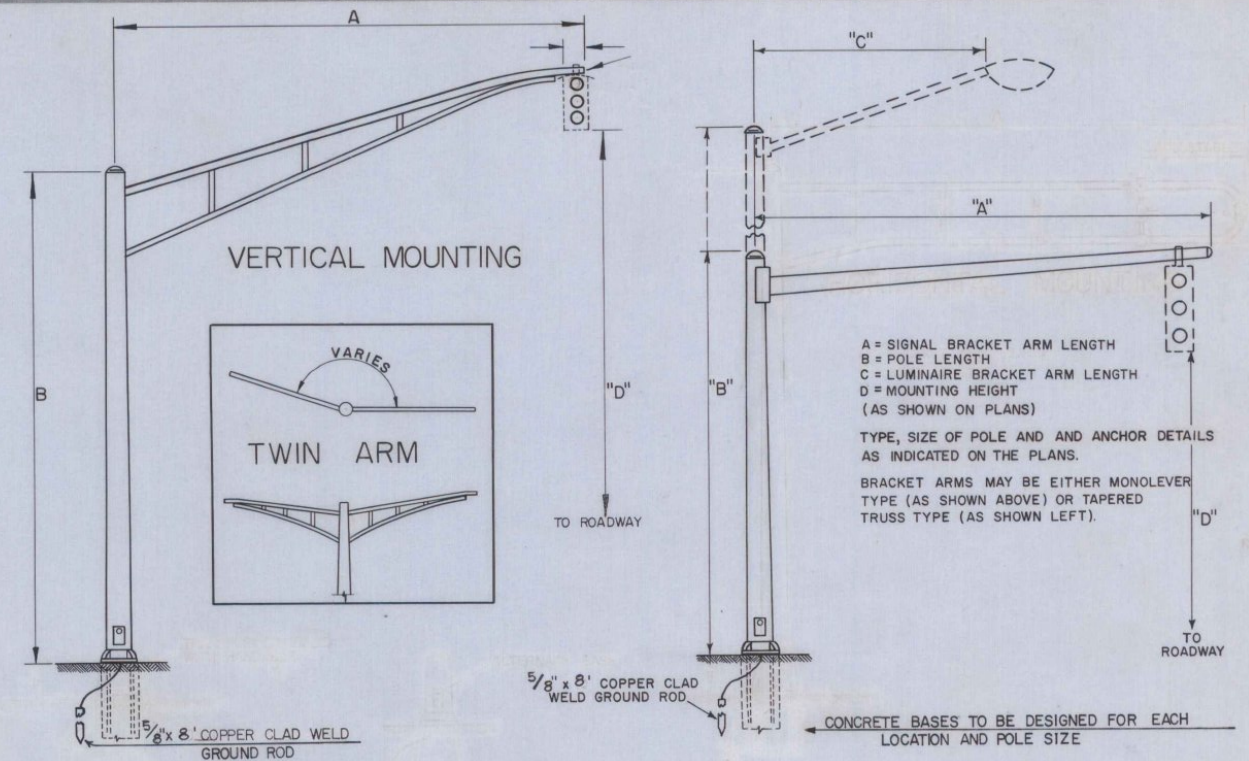 A
B
"D"
VERTICAL MOUNTING
VARIES
TWIN ARM
TO ROADWAY
5/8" x 8' COPPER CLAD WELD
GROUND ROD
"C"
"A"
"B"
A = SIGNAL BRACKET ARM LENGTH
B = POLE LENGTH
C = LUMINAIRE BRACKET ARM LENGTH
D = MOUNTING HEIGHT
(AS SHOWN ON PLANS)
TYPE, SIZE OF POLE AND AND ANCHOR DETAILS
AS INDICATED ON THE PLANS.
BRACKET ARMS MAY BE EITHER MONOLEVER
TYPE (AS SHOWN ABOVE) OR TAPERED
TRUSS TYPE (AS SHOWN LEFT).
"D"
TO
ROADWAY
5/8" x 8' COPPER CLAD
WELD GROUND ROD
CONCRETE BASES TO BE DESIGNED FOR EACH
LOCATION AND POLE SIZE